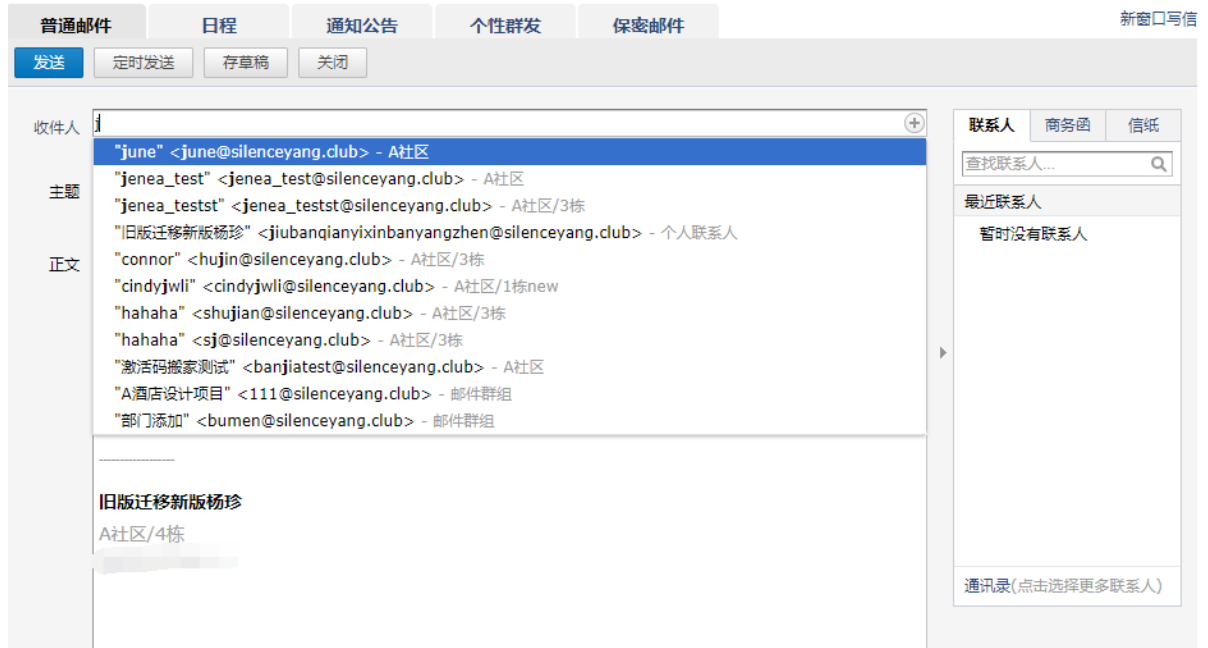 普通邮件 日程 通知公告 个性群发 保密邮件 新窗口写信
发送 定时发送 存草稿 关闭
收件人 j
"june" <june@silenceyang.club> - A社区
"jenea_test" <jenea_test@silenceyang.club> - A社区
"jenea_testst" <jenea_testst@silenceyang.club> - A社区/3栋
"旧版迁移新版杨珍" <jiubanqianyixinbanyangzhen@silenceyang.club> - 个人联系人
"connor" <hujin@silenceyang.club> - A社区/3栋
"cindyjwli" <cindyjwli@silenceyang.club> - A社区/1栋new
"hahaha" <shujian@silenceyang.club> - A社区/3栋
"hahaha" <sj@silenceyang.club> - A社区/3栋
"激活码搬家测试" <banjiatest@silenceyang.club> - A社区
"A酒店设计项目" <111@silenceyang.club> - 邮件群组
"部门添加" <bumen@silenceyang.club> - 邮件群组
主题
正文
------------------
旧版迁移新版杨珍
A社区/4栋
联系人 商务函 信纸
查找联系人...
最近联系人
暂时没有联系人
通讯录(点击选择更多联系人)